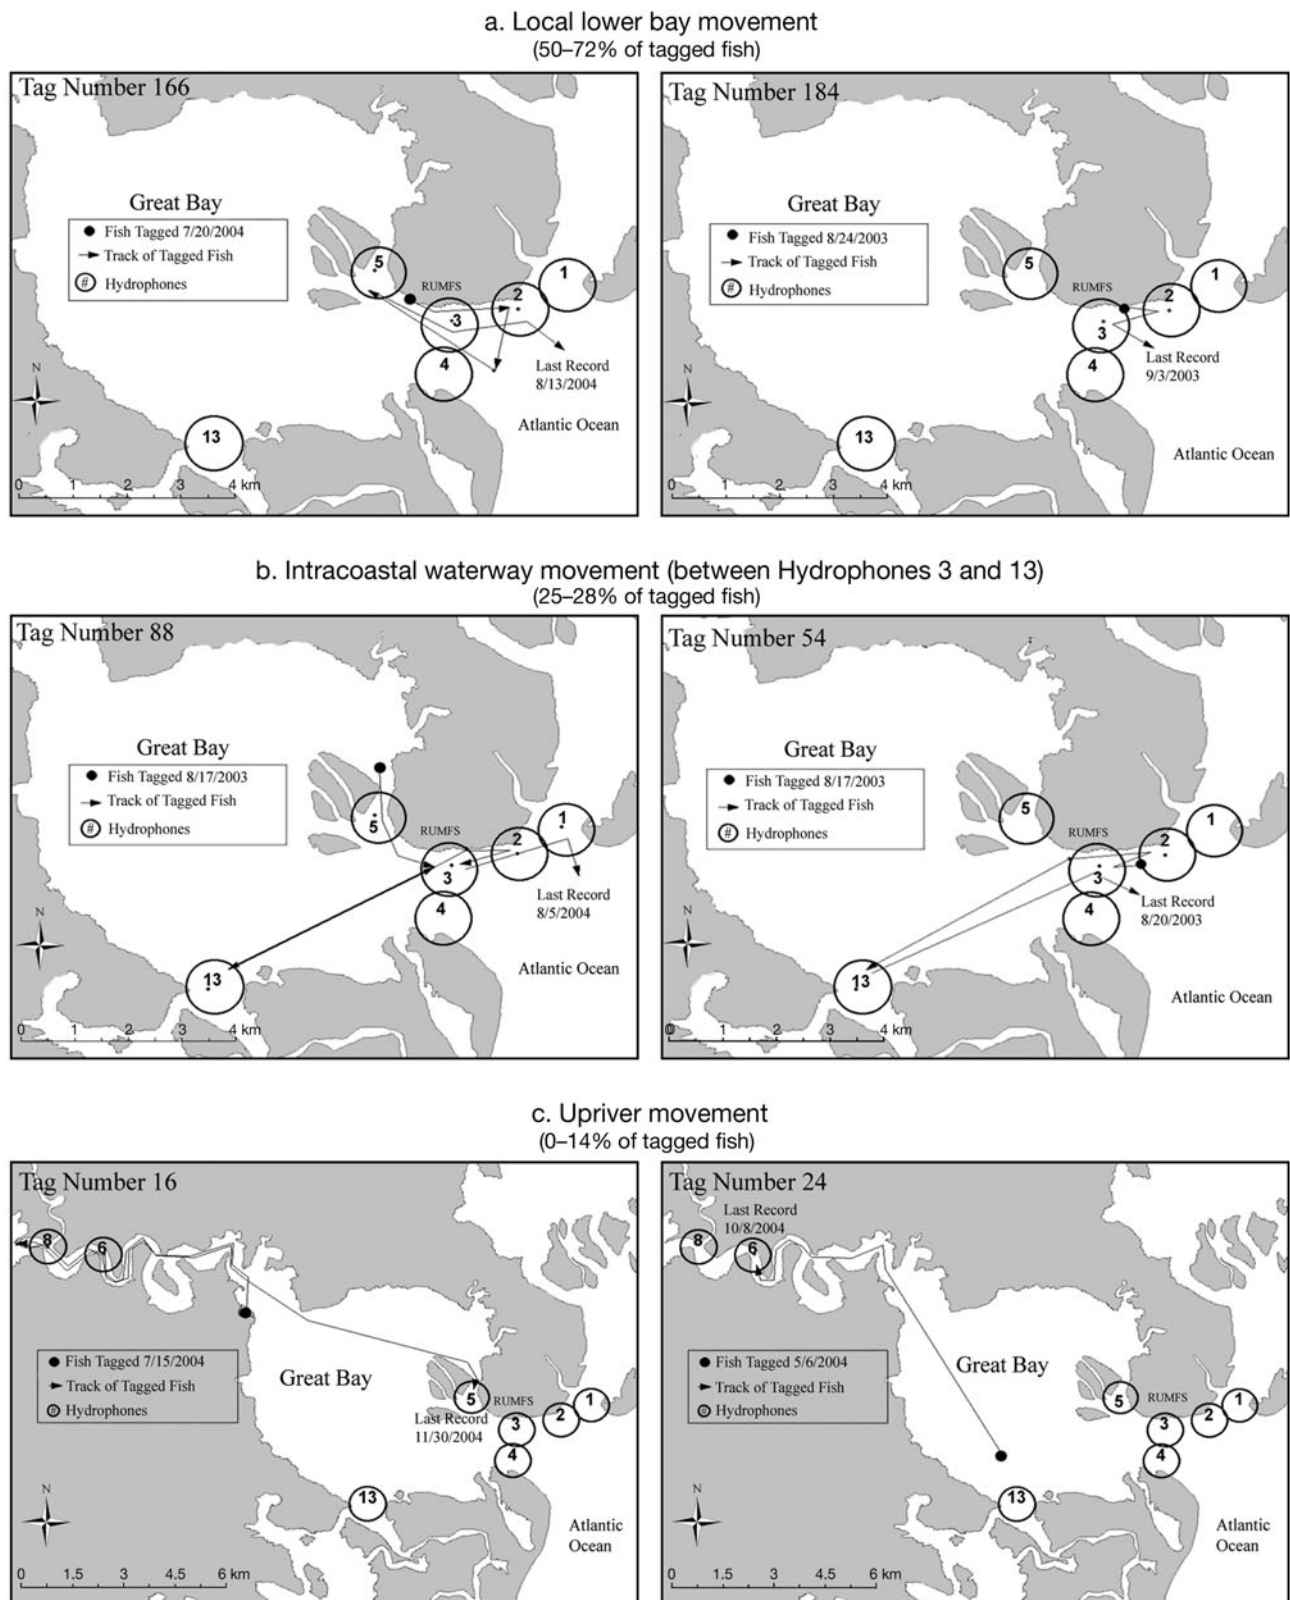 a. Local lower bay movement
(50–72% of tagged fish)
Tag Number 166
Great Bay
Fish Tagged 7/20/2004
Track of Tagged Fish
# Hydrophones
5
RUMFS
1
2
3
4
13
Last Record
8/13/2004
N
Atlantic Ocean
0 1 2 3 4 km
Tag Number 184
Great Bay
Fish Tagged 8/24/2003
Track of Tagged Fish
# Hydrophones
5
RUMFS
1
2
3
4
13
Last Record
9/3/2003
N
Atlantic Ocean
0 1 2 3 4 km
b. Intracoastal waterway movement (between Hydrophones 3 and 13)
(25–28% of tagged fish)
Tag Number 88
Great Bay
Fish Tagged 8/17/2003
Track of Tagged Fish
# Hydrophones
5
RUMFS
1
2
3
4
13
Last Record
8/5/2004
N
Atlantic Ocean
0 1 2 3 4 km
Tag Number 54
Great Bay
Fish Tagged 8/17/2003
Track of Tagged Fish
# Hydrophones
5
RUMFS
1
2
3
4
13
Last Record
8/20/2003
N
Atlantic Ocean
0 1 2 3 4 km
c. Upriver movement
(0–14% of tagged fish)
Tag Number 16
8
6
Fish Tagged 7/15/2004
Track of Tagged Fish
# Hydrophones
Great Bay
5
RUMFS
1
2
3
4
13
Last Record
11/30/2004
N
Atlantic
Ocean
0 1.5 3 4.5 6 km
Tag Number 24
Last Record
10/8/2004
8
6
Fish Tagged 5/6/2004
Track of Tagged Fish
# Hydrophones
Great Bay
5
RUMFS
1
2
3
4
13
N
Atlantic
Ocean
0 1.5 3 4.5 6 km